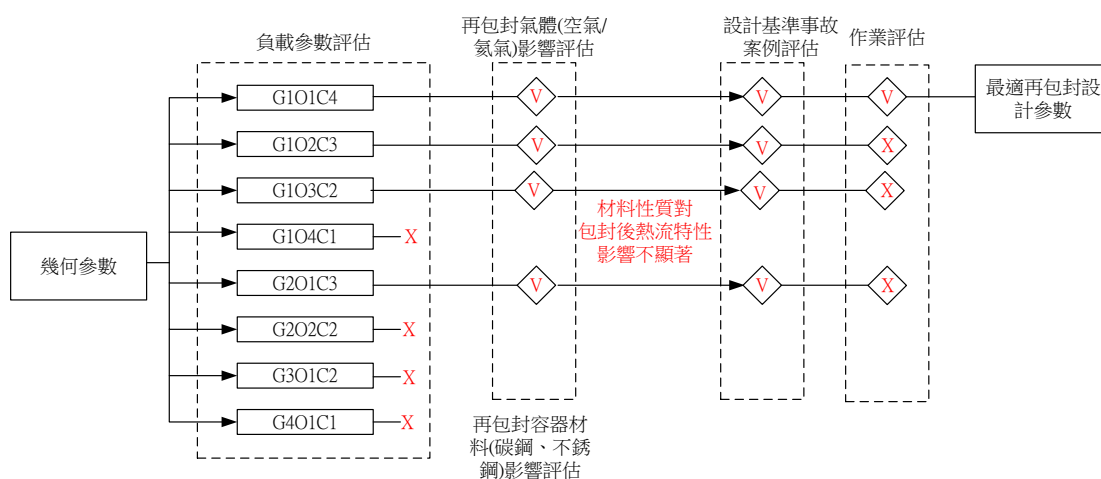 負載參數評估
再包封氣體(空氣/
氦氣)影響評估
設計基準事故
案例評估
作業評估
G1O1C4
V
V
V
最適再包封設
計參數
G1O2C3
V
V
X
G1O3C2
V
V
X
材料性質對
包封後熱流特性
影響不顯著
G1O4C1
X
幾何參數
G2O1C3
V
V
X
G2O2C2
X
G3O1C2
X
G4O1C1
X
再包封容器材
料(碳鋼、不銹
鋼)影響評估